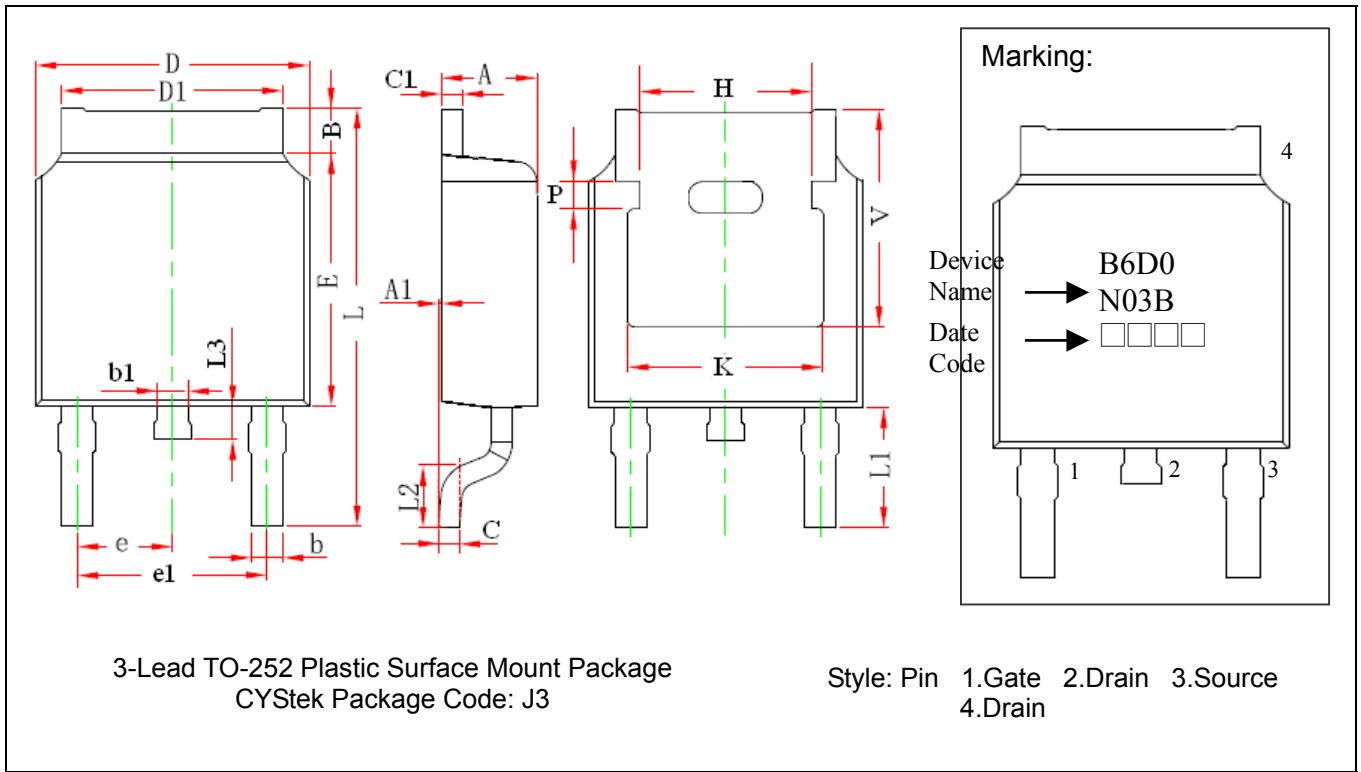 D
D1
B
E
L
L3
b1
e
b
e1
C1
A
A1
L2
C
H
P
V
K
L1
Marking:
4
Device
Name
B6D0
N03B
Date
Code
□□□□
1
2
3
3-Lead TO-252 Plastic Surface Mount Package
CYStek Package Code: J3
Style: Pin 1.Gate 2.Drain 3.Source
4.Drain